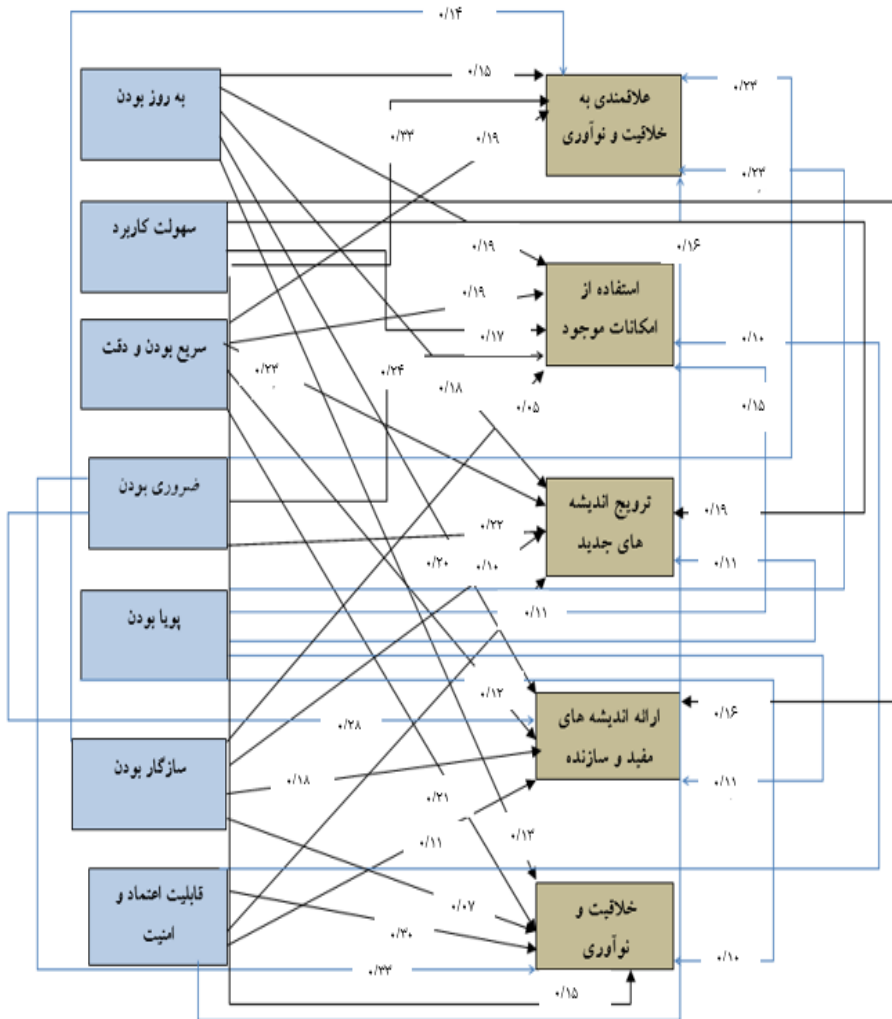 ۰/۱۴
به روز بودن
۰/۱۵
علاقمندی به
خلاقیت و نوآوری
۰/۲۳
۰/۳۳
۰/۱۹
۰/۲۳
سهولت کاربرد
۰/۱۹
۰/۱۶
استفاده از
امکانات موجود
۰/۱۹
سریع بودن و دقت
۰/۱۷
۰/۱۰
۰/۲۳
۰/۲۴
۰/۱۸
۰/۰۵
۰/۱۵
ضروری بودن
ترویج اندیشه
های جدید
۰/۱۹
۰/۲۲
۰/۲۰
۰/۱۰
۰/۱۱
پویا بودن
۰/۱۱
۰/۱۲
ارائه اندیشه های
مفید و سازنده
۰/۱۶
۰/۲۸
سازگار بودن
۰/۱۸
۰/۱۱
۰/۲۱
۰/۱۳
۰/۱۱
قابلیت اعتماد و
امنیت
خلاقیت و
نوآوری
۰/۰۷
۰/۳۰
۰/۱۰
۰/۳۳
۰/۱۵